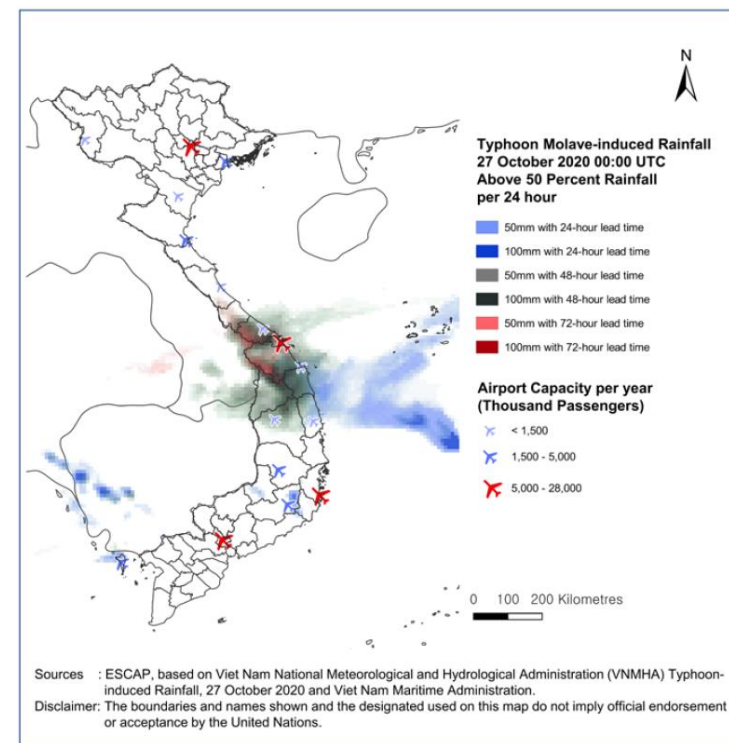 N
Typhoon Molave-induced Rainfall
27 October 2020 00:00 UTC
Above 50 Percent Rainfall
per 24 hour
50mm with 24-hour lead time
100mm with 24-hour lead time
50mm with 48-hour lead time
100mm with 48-hour lead time
50mm with 72-hour lead time
100mm with 72-hour lead time
Airport Capacity per year
(Thousand Passengers)
< 1,500
1,500 - 5,000
5,000 - 28,000
0 100 200 Kilometres
Sources : ESCAP, based on Viet Nam National Meteorological and Hydrological Administration (VNMHA) Typhoon-
induced Rainfall, 27 October 2020 and Viet Nam Maritime Administration.
Disclaimer: The boundaries and names shown and the designated used on this map do not imply official endorsement
or acceptance by the United Nations.